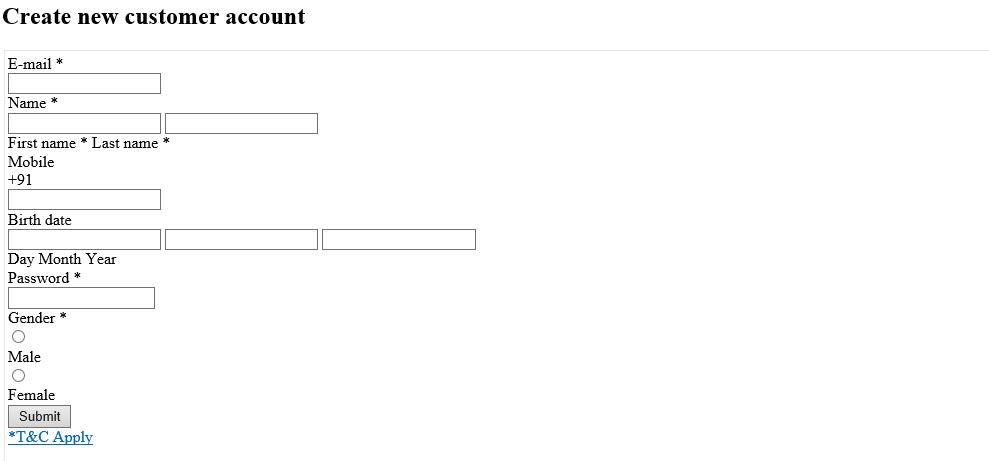 Create new customer account
E-mail *
Name *
First name * Last name *
Mobile
+91
Birth date
Day Month Year
Password *
Gender *
Male
Female
Submit
*T&C Apply